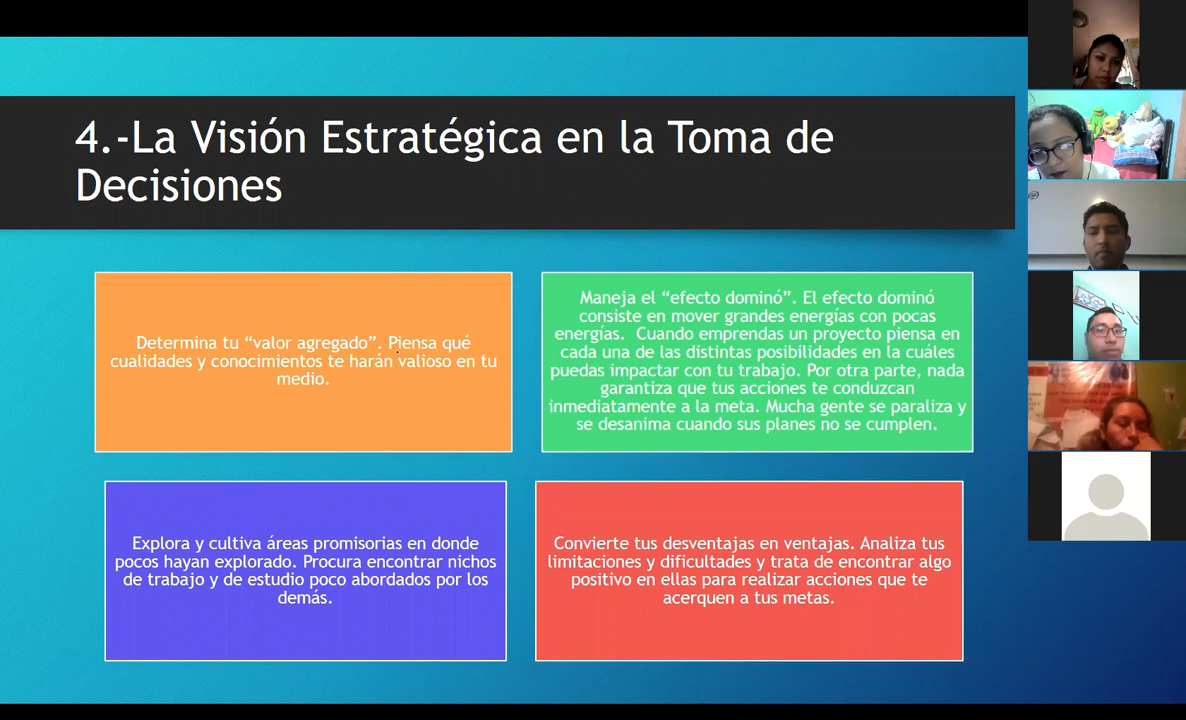 4.-La Visión Estratégica en la Toma de
Decisiones
Determina tu “valor agregado”. Piensa qué
cualidades y conocimientos te harán valioso en tu
medio.
Maneja el “efecto dominó”. El efecto dominó
consiste en mover grandes energías con pocas
energías. Cuando emprendas un proyecto piensa en
cada una de las distintas posibilidades en la cuáles
puedas impactar con tu trabajo. Por otra parte, nada
garantiza que tus acciones te conduzcan
inmediatamente a la meta. Mucha gente se paraliza y
se desanima cuando sus planes no se cumplen.
Explora y cultiva áreas promisorias en donde
pocos hayan explorado. Procura encontrar nichos
de trabajo y de estudio poco abordados por los
demás.
Convierte tus desventajas en ventajas. Analiza tus
limitaciones y dificultades y trata de encontrar algo
positivo en ellas para realizar acciones que te
acerquen a tus metas.